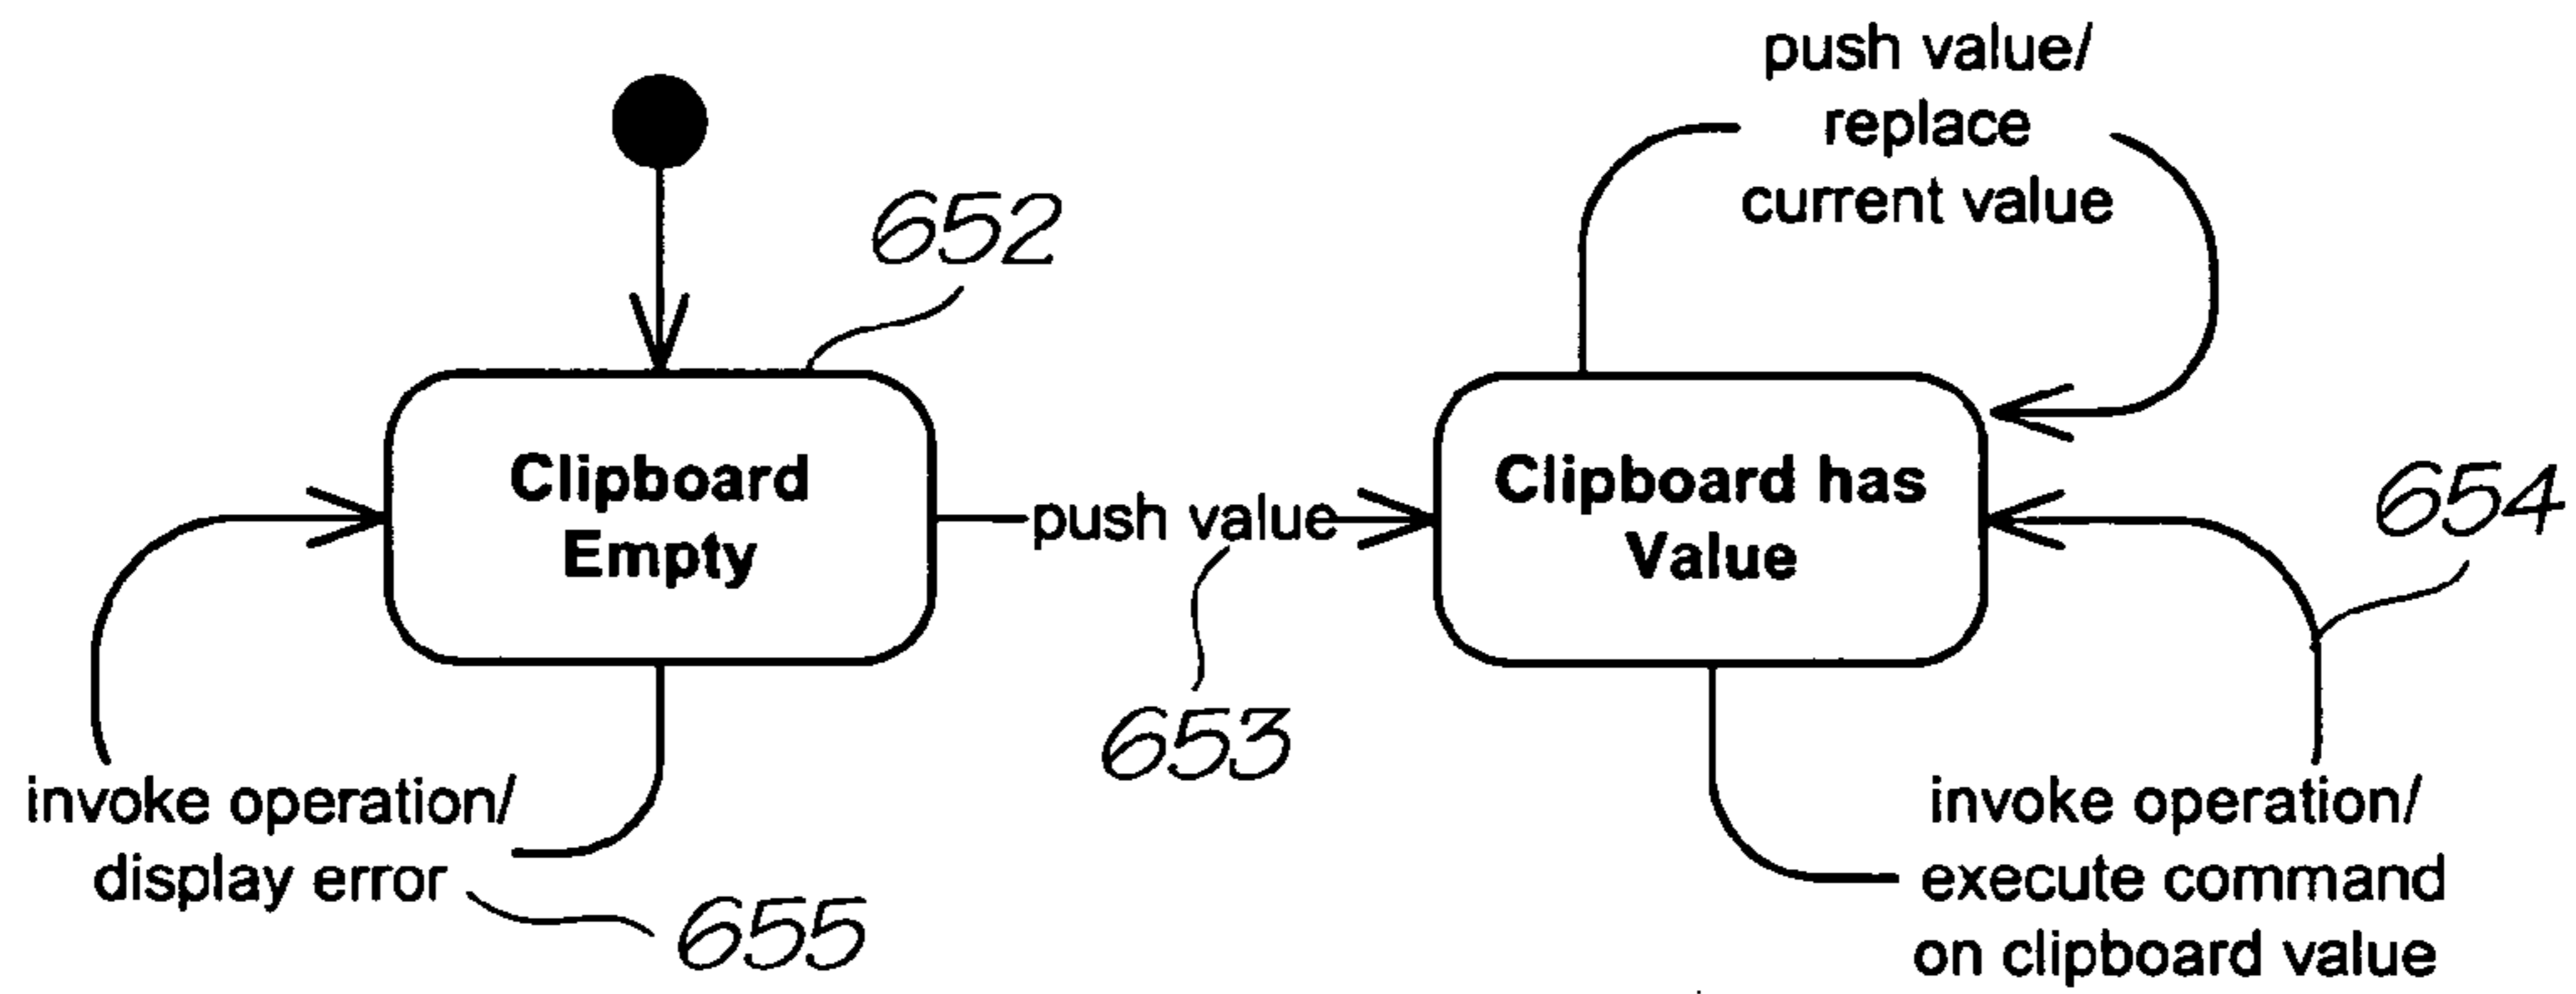 push value/
replace
current value
652
Clipboard
Empty
push value
Clipboard has
Value
654
653
invoke operation/
display error
655
invoke operation/
execute command
on clipboard value